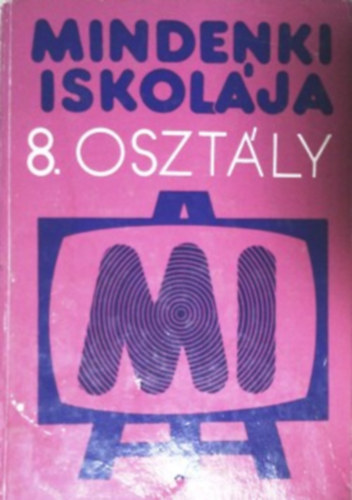 MINDENKI
ISKOLÁJA
8. OSZTÁLY
MI